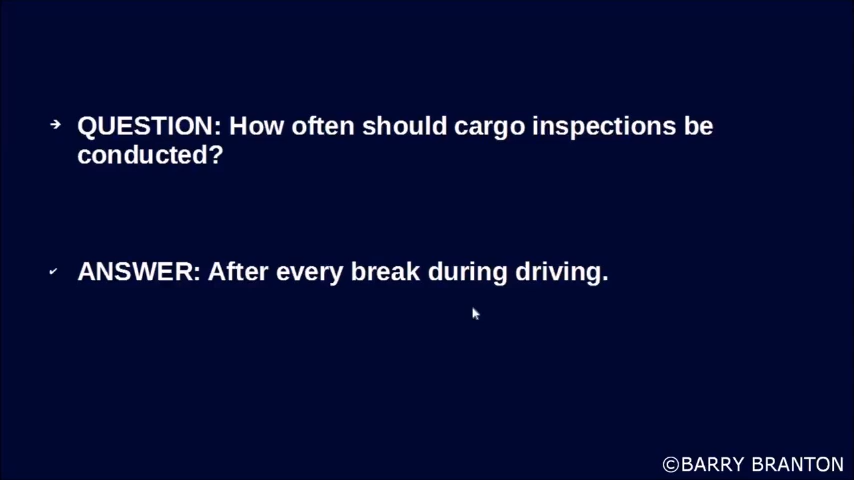 ➔ QUESTION: How often should cargo inspections be
conducted?
✔ ANSWER: After every break during driving.
©BARRY BRANTON